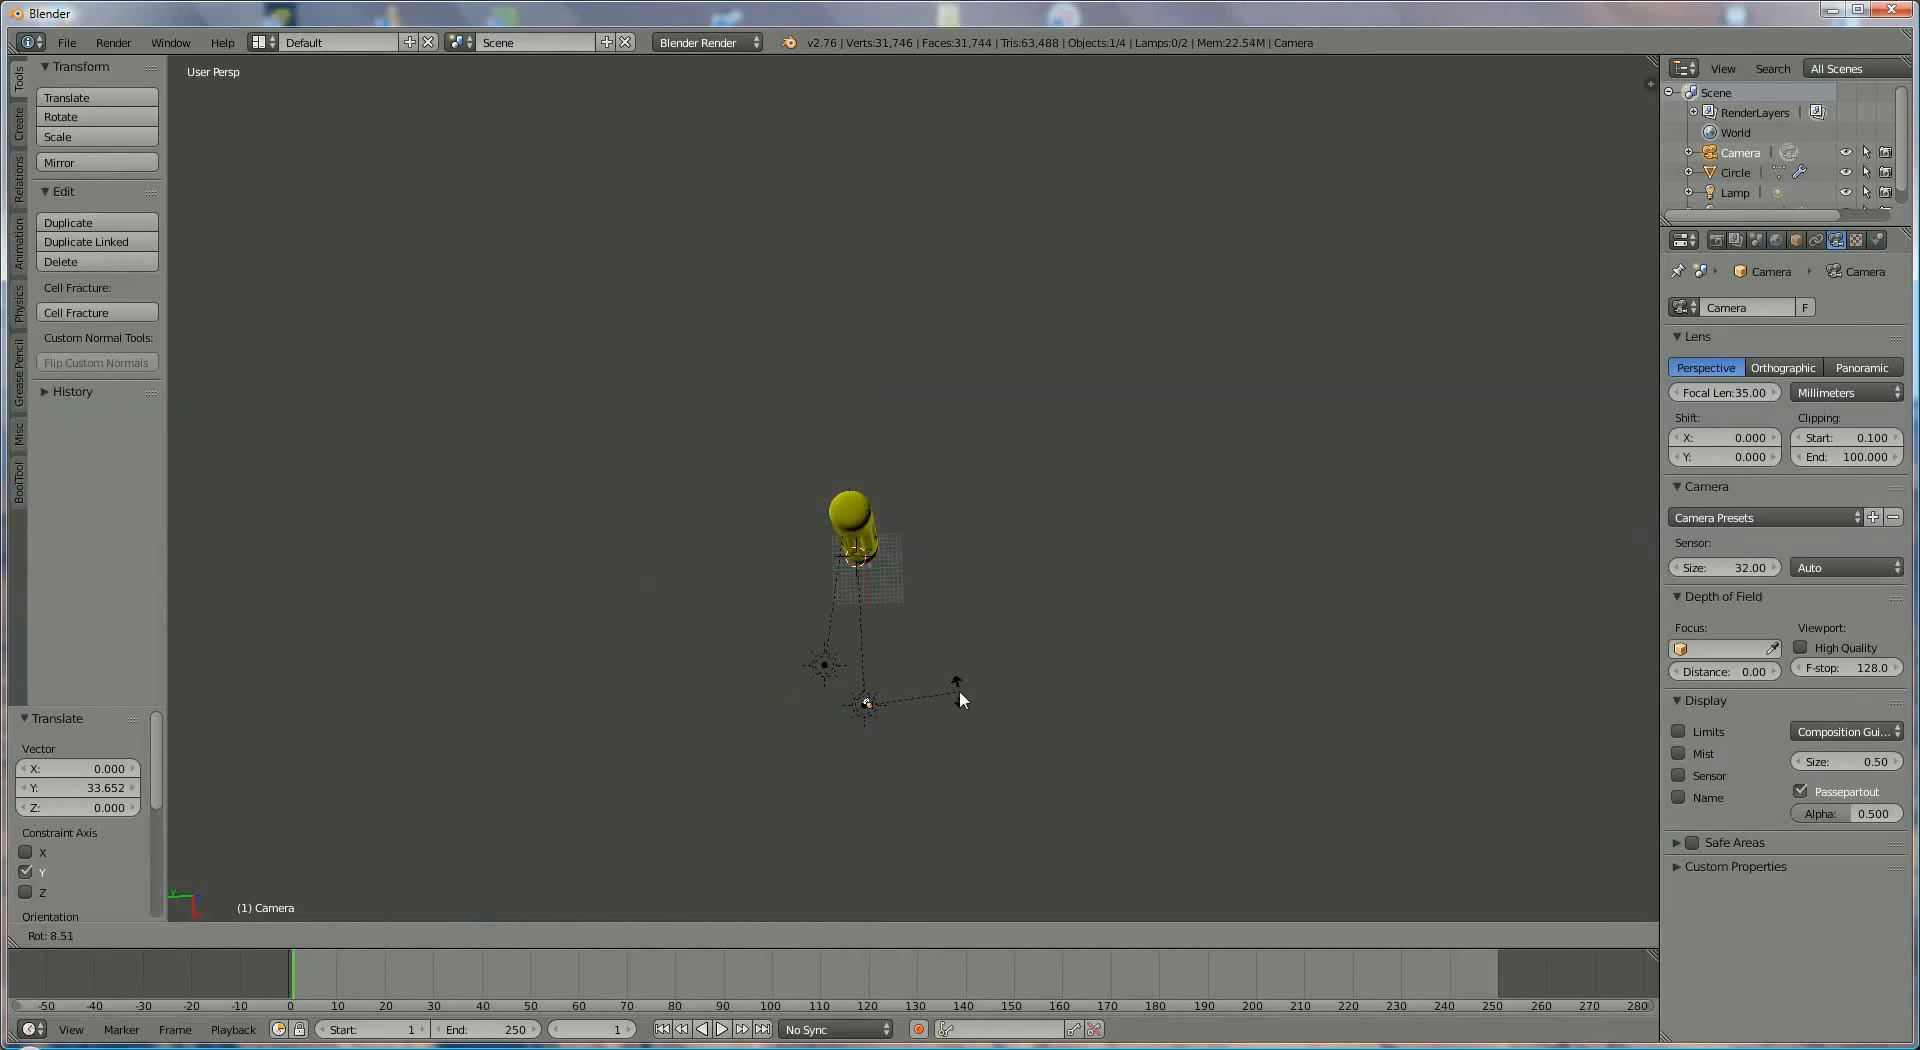 Blender
File Render Window Help Default Scene Blender Render v2.76 | Verts:31,746 | Faces:31,744 | Tris:63,488 | Objects:1/4 | Lamps:0/2 | Mem:22.54M | Camera
Tools
Create
Relations
Animation
Physics
Grease Pencil
Misc
BoolTool
Transform
Translate
Rotate
Scale
Mirror
Edit
Duplicate
Duplicate Linked
Delete
Cell Fracture:
Cell Fracture
Custom Normal Tools:
Flip Custom Normals
History
Translate
Vector
X: 0.000
Y: 33.652
Z: 0.000
Constraint Axis
X
Y
Z
Orientation
User Persp
(1) Camera
Rot: 8.51
View Search All Scenes
Scene
RenderLayers
World
Camera
Circle
Lamp
Camera Camera
Camera F
Lens
Perspective Orthographic Panoramic
Focal Len:35.00 Millimeters
Shift: Clipping:
X: 0.000 Start: 0.100
Y: 0.000 End: 100.000
Camera
Camera Presets
Sensor:
Size: 32.00 Auto
Depth of Field
Focus: Viewport:
High Quality
Distance: 0.00 F-stop: 128.0
Display
Limits Composition Gui...
Mist Size: 0.50
Sensor Passepartout
Name Alpha: 0.500
Safe Areas
Custom Properties
-50 -40 -30 -20 -10 0 10 20 30 40 50 60 70 80 90 100 110 120 130 140 150 160 170 180 190 200 210 220 230 240 250 260 270 280
View Marker Frame Playback Start: 1 End: 250 1 No Sync